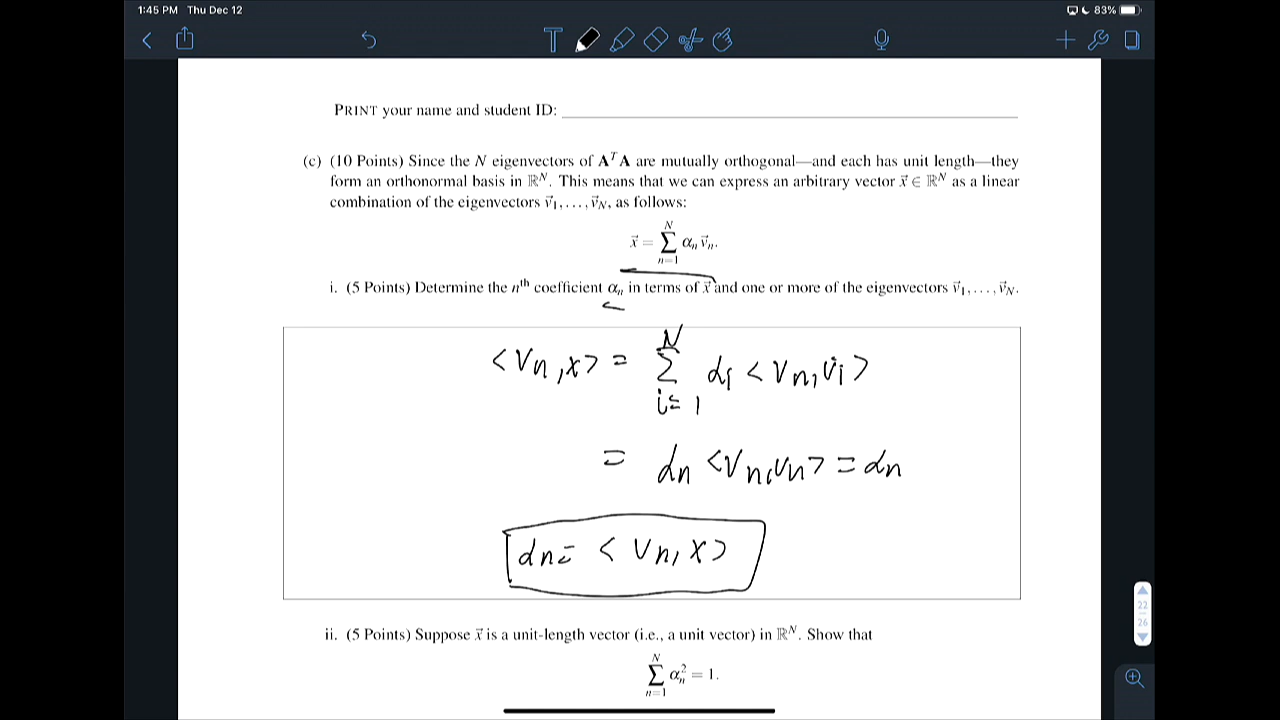 1:45 PM Thu Dec 12
83%
PRINT your name and student ID:
(c) (10 Points) Since the N eigenvectors of AᵀA are mutually orthogonal—and each has unit length—they
form an orthonormal basis in ℝᴺ. This means that we can express an arbitrary vector x⃗ ∈ ℝᴺ as a linear
combination of the eigenvectors v⃗₁,...,v⃗_N, as follows:
x⃗ = ∑_{n=1}^{N} αₙ v⃗ₙ.
i. (5 Points) Determine the nᵗʰ coefficient αₙ in terms of x⃗ and one or more of the eigenvectors v⃗₁,...,v⃗_N.
<vn, x> = ∑_{i=1}^{N} αi <vn, vi>
= αn <vn, vn> = αn
αn = <vn, x>
ii. (5 Points) Suppose x⃗ is a unit-length vector (i.e., a unit vector) in ℝᴺ. Show that
∑_{n=1}^{N} αₙ² = 1.
22
26